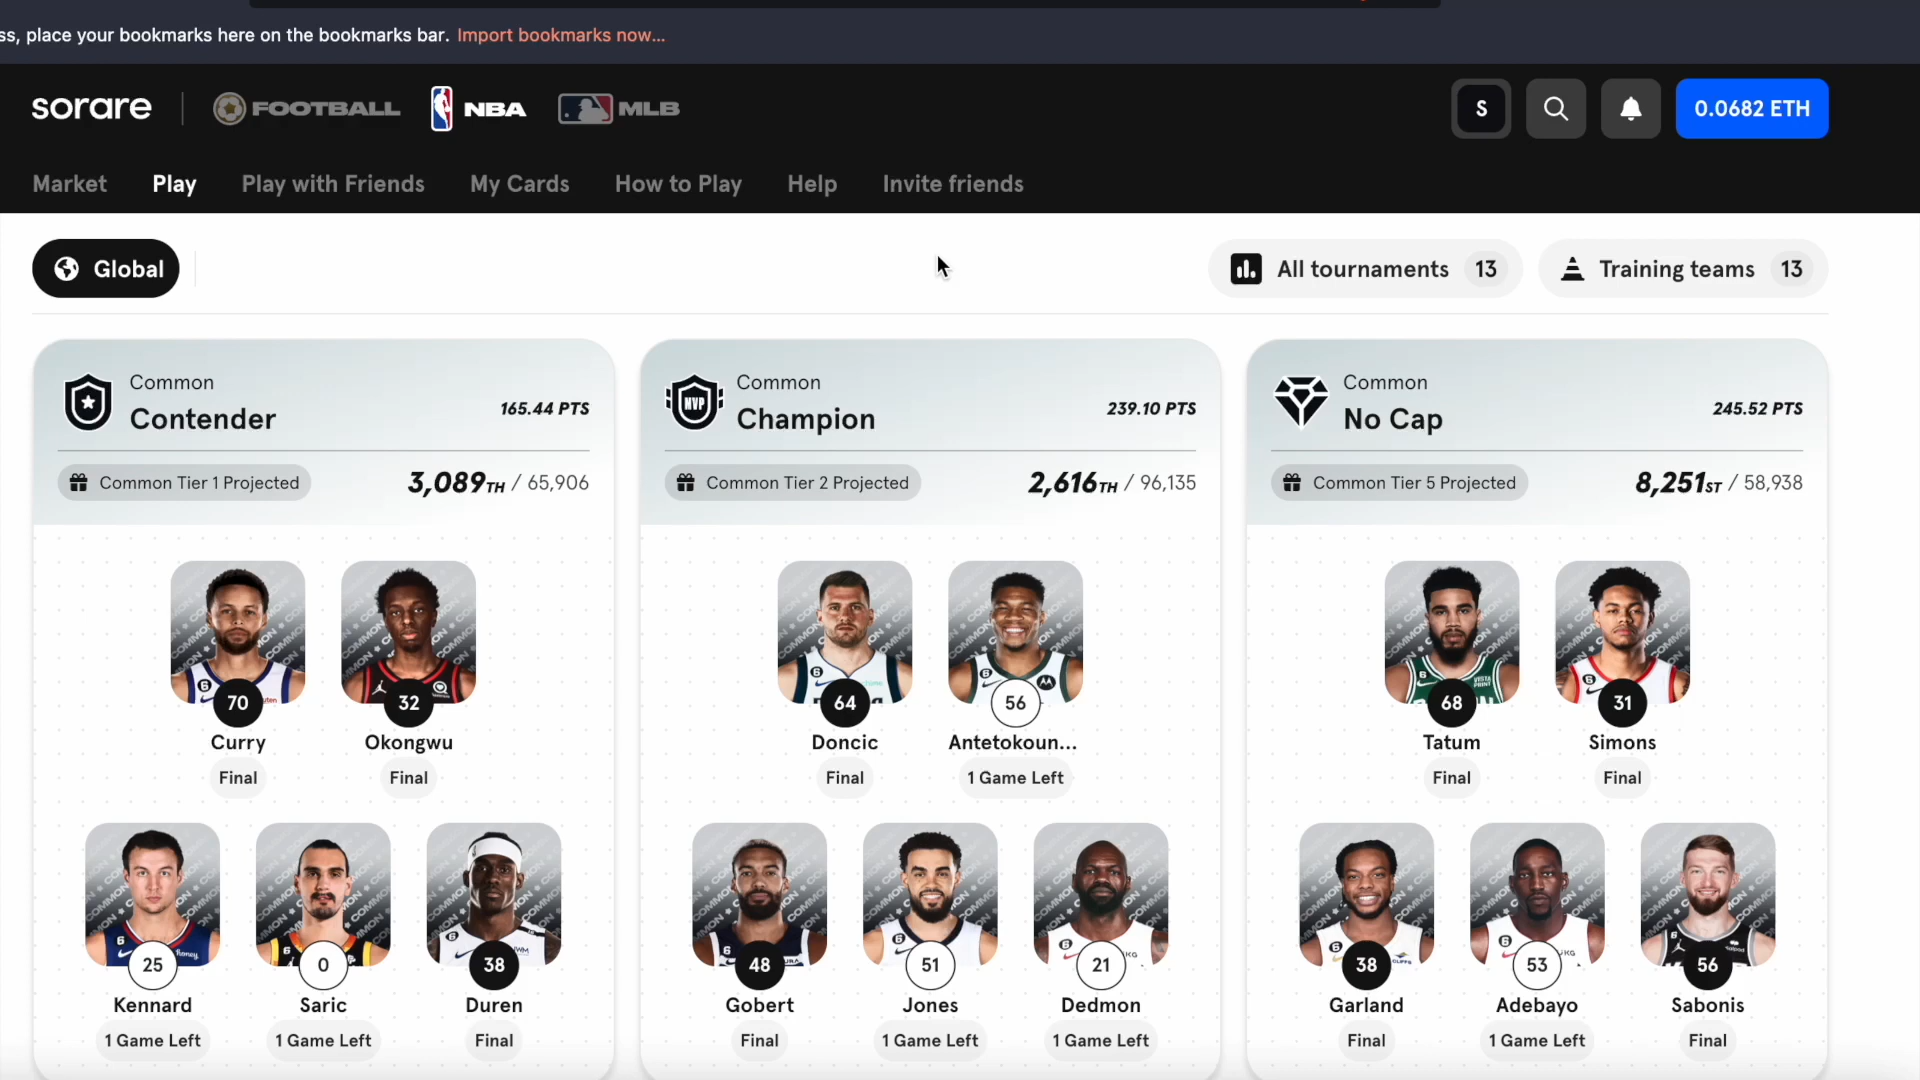 ss, place your bookmarks here on the bookmarks bar. Import bookmarks now...
sorare FOOTBALL NBA MLB S 0.0682 ETH
Market Play Play with Friends My Cards How to Play Help Invite friends
Global All tournaments 13 Training teams 13
Common
Contender 165.44 PTS
Common Tier 1 Projected 3,089TH / 65,906
70 32
Curry Okongwu
Final Final
25 0 38
Kennard Saric Duren
1 Game Left 1 Game Left Final
Common
MVP Champion 239.10 PTS
Common Tier 2 Projected 2,616TH / 96,135
64 56
Doncic Antetokoun...
Final 1 Game Left
48 51 21
Gobert Jones Dedmon
Final 1 Game Left 1 Game Left
Common
No Cap 245.52 PTS
Common Tier 5 Projected 8,251ST / 58,938
68 31
Tatum Simons
Final Final
38 53 56
Garland Adebayo Sabonis
Final 1 Game Left Final